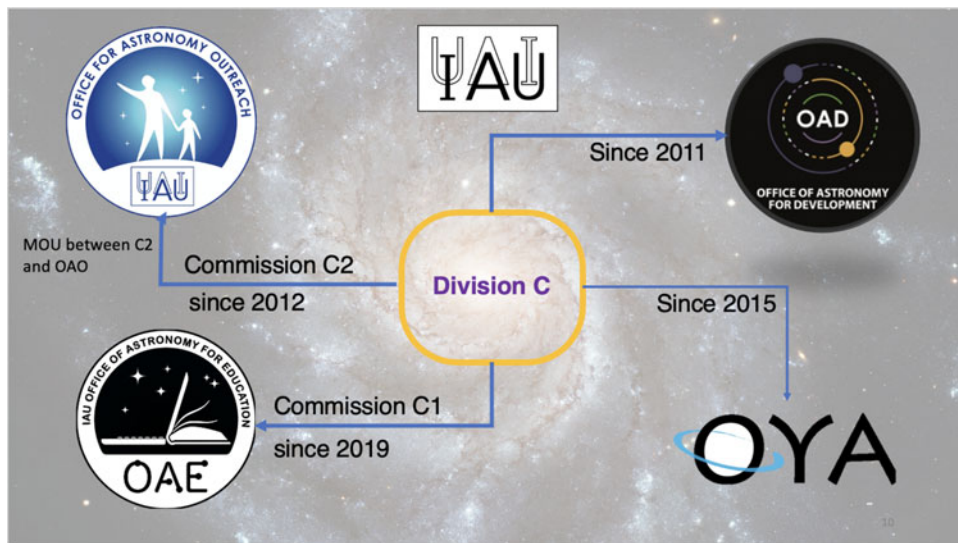 OFFICE FOR ASTRONOMY OUTREACH
IAU
UAI
IAU
UAI
Since 2011
OAD
OFFICE OF ASTRONOMY
FOR DEVELOPMENT
MOU between C2
and OAO
Commission C2
since 2012
Division C
Since 2015
IAU OFFICE OF ASTRONOMY FOR EDUCATION
OAE
Commission C1
since 2019
OYA
10